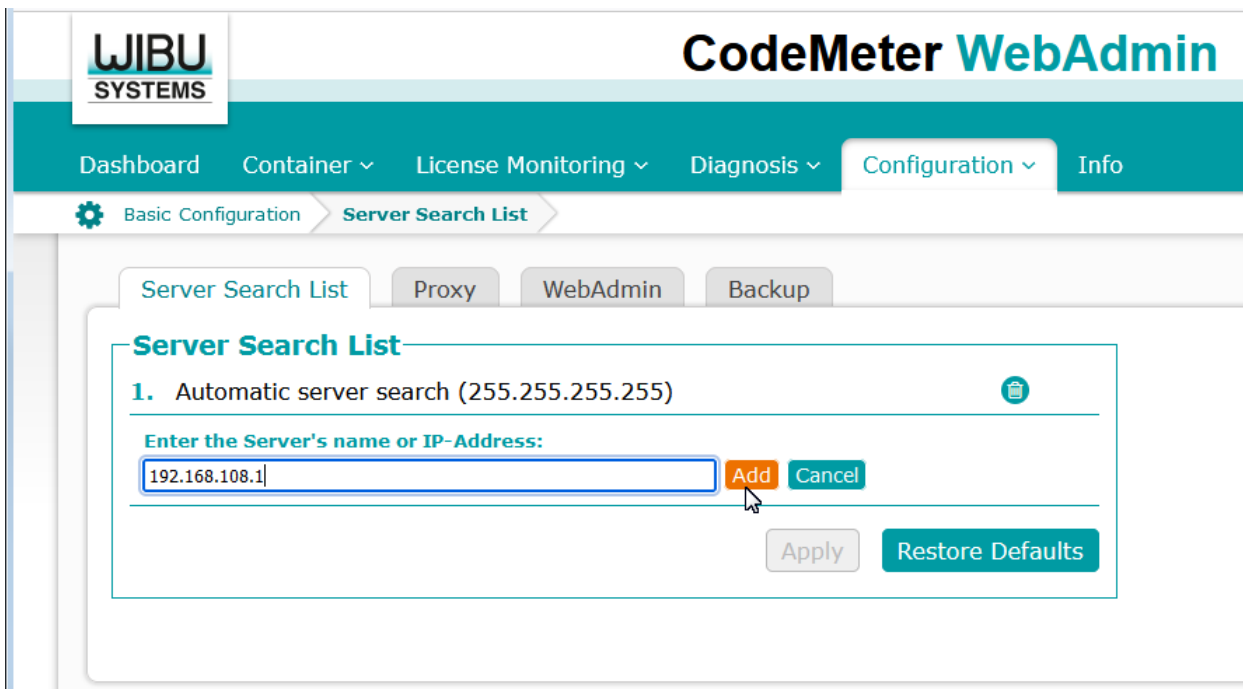 WIBU
SYSTEMS
CodeMeter WebAdmin
Dashboard Container License Monitoring Diagnosis Configuration Info
Basic Configuration Server Search List
Server Search List Proxy WebAdmin Backup
Server Search List
1. Automatic server search (255.255.255.255)
Enter the Server's name or IP-Address:
192.168.108.1 Add Cancel
Apply Restore Defaults